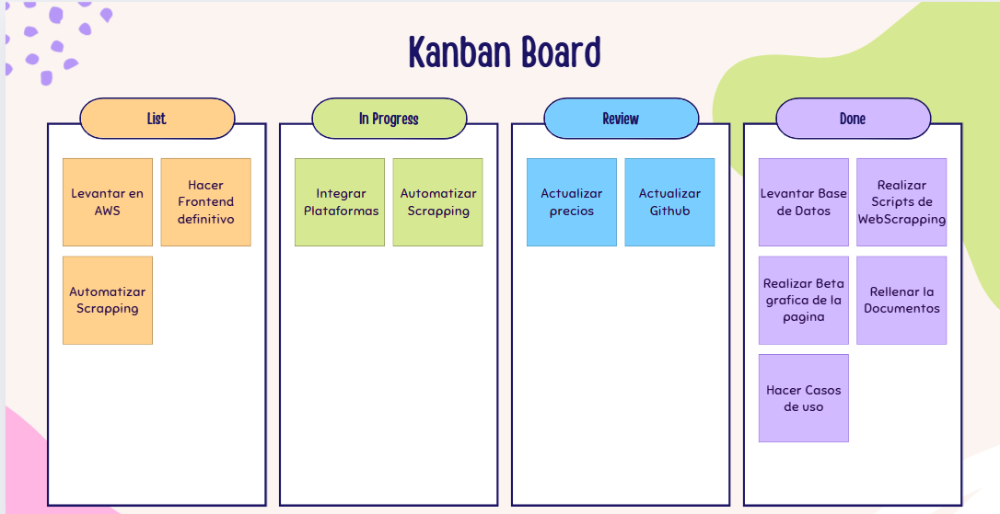 Kanban Board
List
Levantar en
AWS
Hacer
Frontend
definitivo
Automatizar
Scrapping
In Progress
Integrar
Plataformas
Automatizar
Scrapping
Review
Actualizar
precios
Actualizar
Github
Done
Levantar Base
de Datos
Realizar
Scripts de
WebScrapping
Realizar Beta
grafica de la
pagina
Rellenar la
Documentos
Hacer Casos
de uso